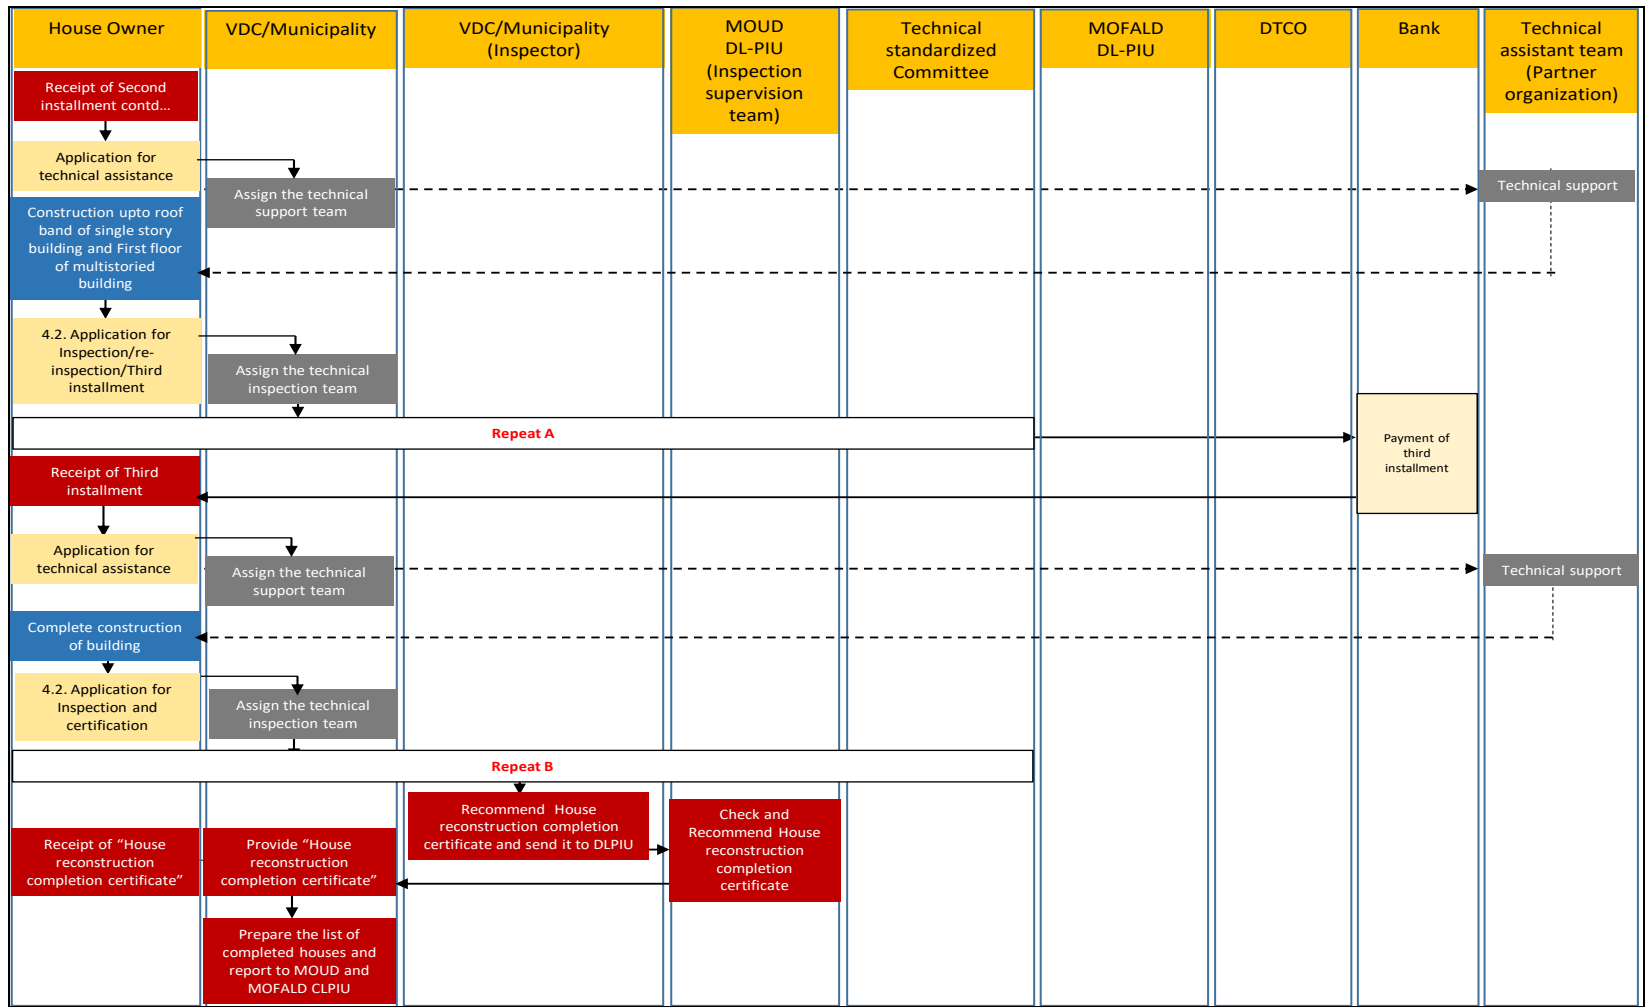 House Owner
VDC/Municipality
VDC/Municipality
(Inspector)
MOUD
DL-PIU
(Inspection
supervision
team)
Technical
standardized
Committee
MOFALD
DL-PIU
DTCO
Bank
Technical
assistant team
(Partner
organization)
Receipt of Second
installment contd...
Application for
technical assistance
Assign the technical
support team
Technical support
Construction upto roof
band of single story
building and First floor
of multistoried
building
4.2. Application for
Inspection/re-
inspection/Third
installment
Assign the technical
inspection team
Repeat A
Payment of
third
installment
Receipt of Third
installment
Application for
technical assistance
Assign the technical
support team
Technical support
Complete construction
of building
4.2. Application for
Inspection and
certification
Assign the technical
inspection team
Repeat B
Recommend House
reconstruction completion
certificate and send it to DLPIU
Check and
Recommend House
reconstruction
completion
certificate
Receipt of “House
reconstruction
completion certificate”
Provide “House
reconstruction
completion certificate”
Prepare the list of
completed houses and
report to MOUD and
MOFALD CLPIU